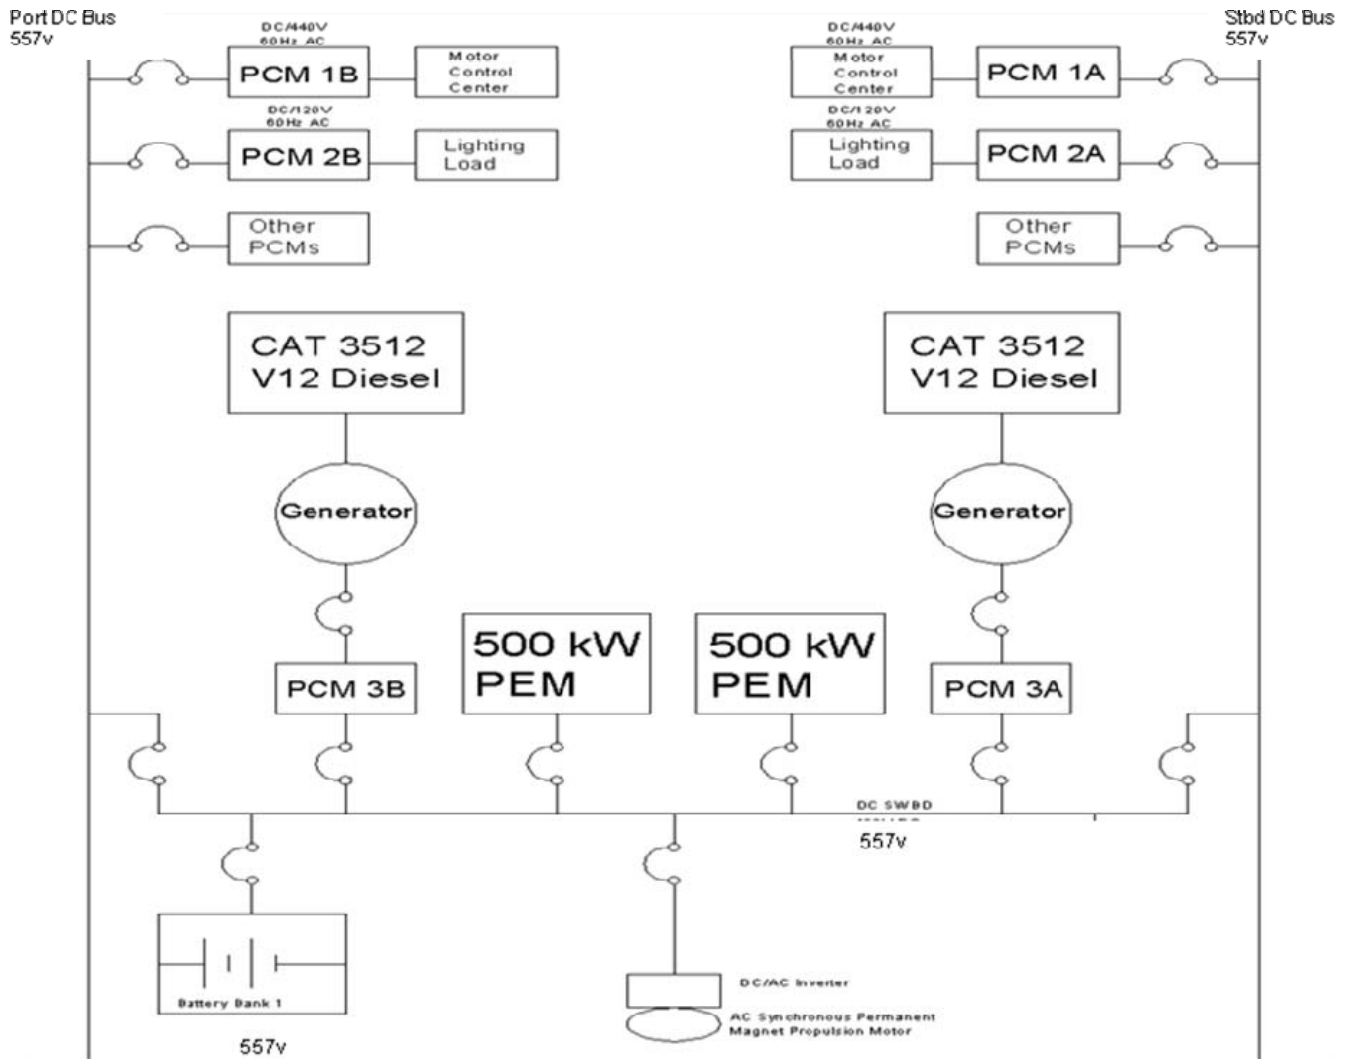 Port DC Bus
557v
Stbd DC Bus
557v
DC/440V
60Hz AC
PCM 1B
Motor
Control
Center
DC/440V
60Hz AC
Motor
Control
Center
PCM 1A
DC/120V
60Hz AC
PCM 2B
Lighting
Load
DC/120V
60Hz AC
Lighting
Load
PCM 2A
Other
PCMs
Other
PCMs
CAT 3512
V12 Diesel
CAT 3512
V12 Diesel
Generator
Generator
500 kW
PEM
500 kW
PEM
PCM 3B
PCM 3A
DC SWBD
557v
Battery Bank 1
557v
DC/AC Inverter
AC Synchronous Permanent
Magnet Propulsion Motor